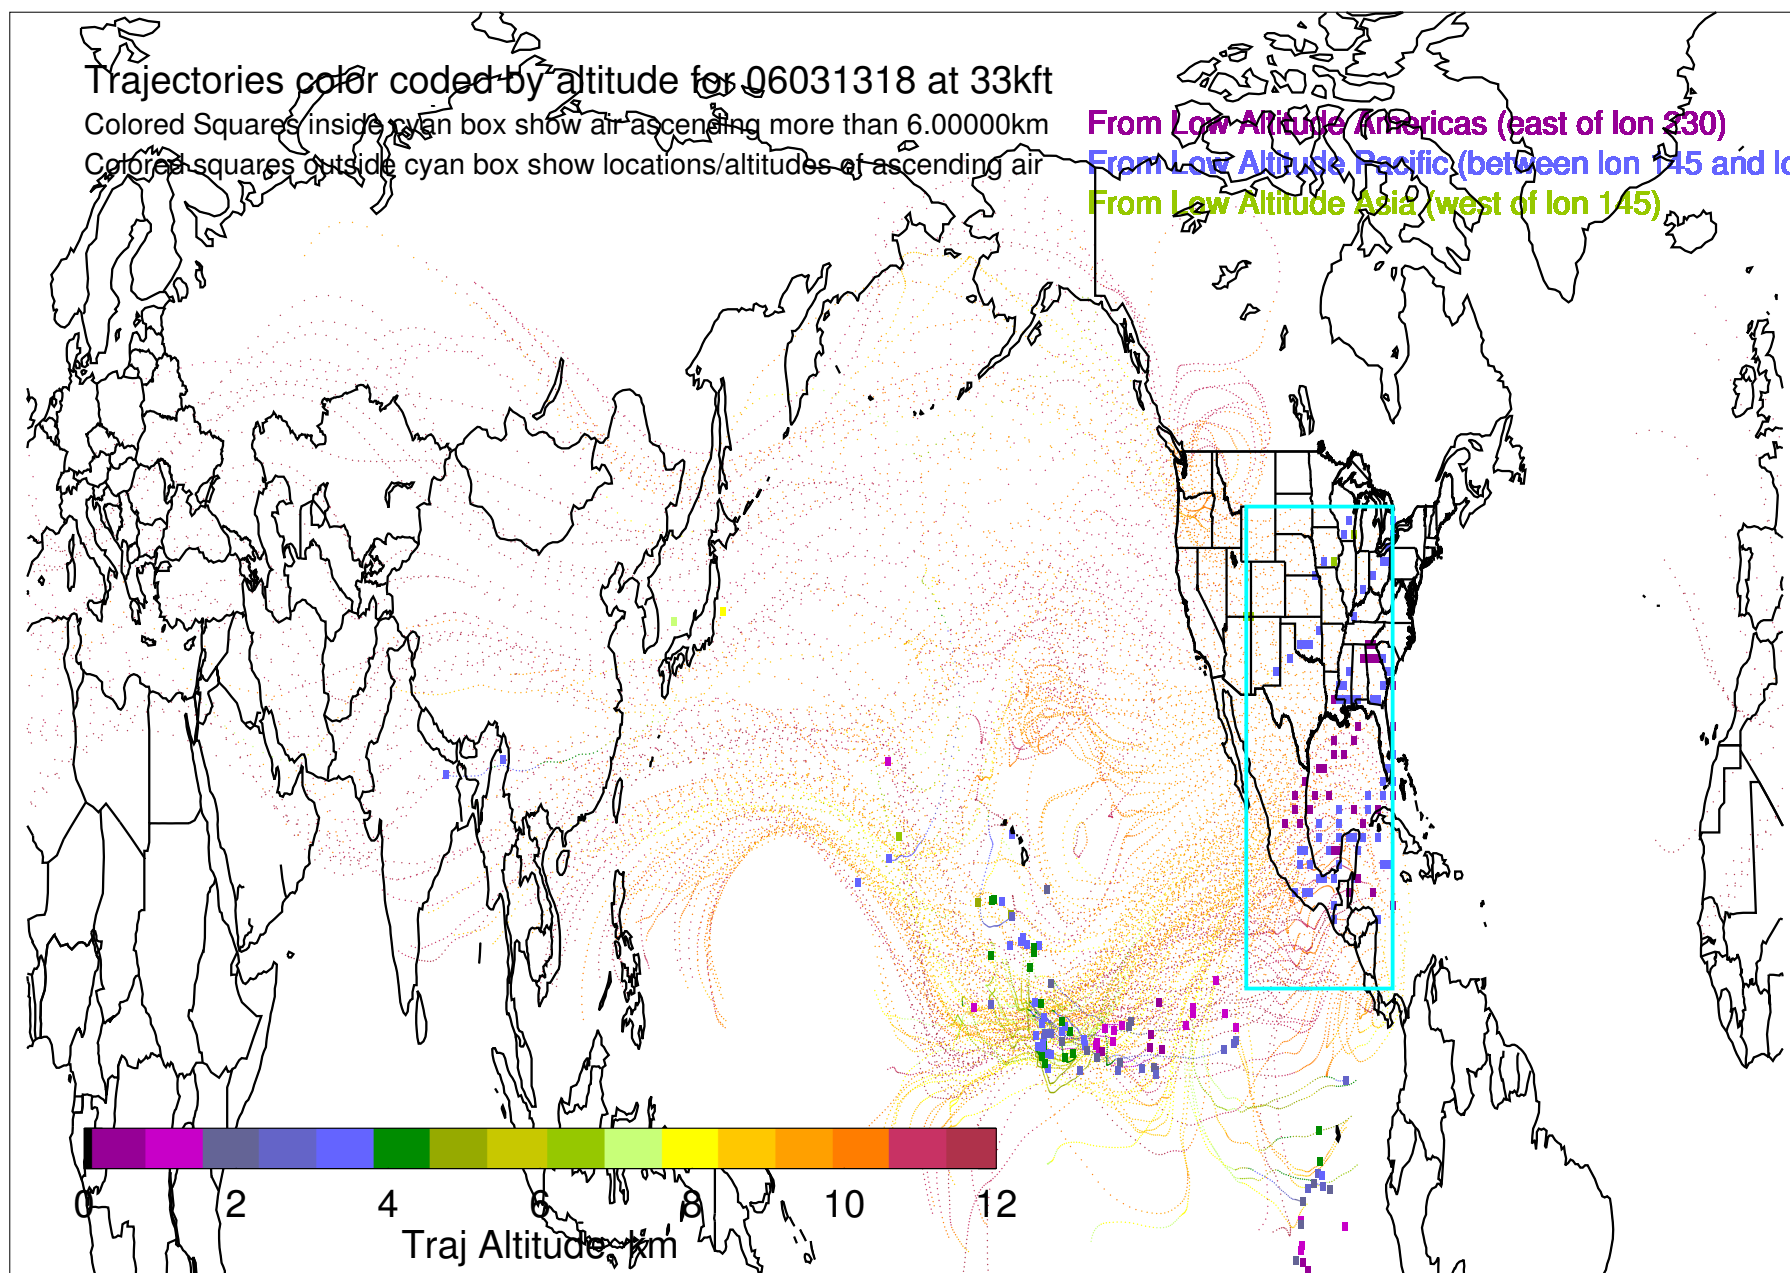 Trajectories color coded by altitude for 06031318 at 33kft
Colored Squares inside cyan box show air ascending more than 6.00000km
Colored squares outside cyan box show locations/altitudes of ascending air
From Low Altitude Americas (east of lon 230)
From Low Altitude Pacific (between lon 145 and lo
From Low Altitude Asia (west of lon 145)
0 2 4 6 8 10 12
Traj Altitude, km